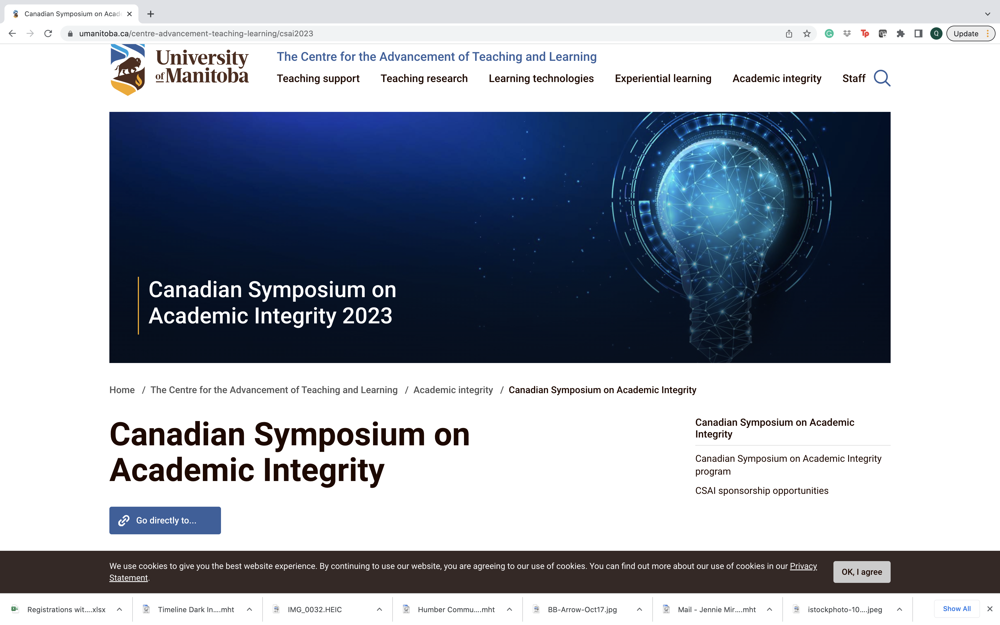 Canadian Symposium on Acade
umanitoba.ca/centre-advancement-teaching-learning/csai2023
Tp
Q
Update
University
of Manitoba
The Centre for the Advancement of Teaching and Learning
Teaching support
Teaching research
Learning technologies
Experiential learning
Academic integrity
Staff
Canadian Symposium on
Academic Integrity 2023
Home / The Centre for the Advancement of Teaching and Learning / Academic integrity / Canadian Symposium on Academic Integrity
Canadian Symposium on
Academic Integrity
Go directly to...
Canadian Symposium on Academic
Integrity
Canadian Symposium on Academic Integrity
program
CSAI sponsorship opportunities
We use cookies to give you the best website experience. By continuing to use our website, you are agreeing to our use of cookies. You can find out more about our use of cookies in our Privacy
Statement.
OK, I agree
Registrations wit....xlsx
Timeline Dark In....mht
IMG_0032.HEIC
Humber Commu....mht
BB-Arrow-Oct17.jpg
Mail - Jennie Mir....mht
istockphoto-10....jpeg
Show All